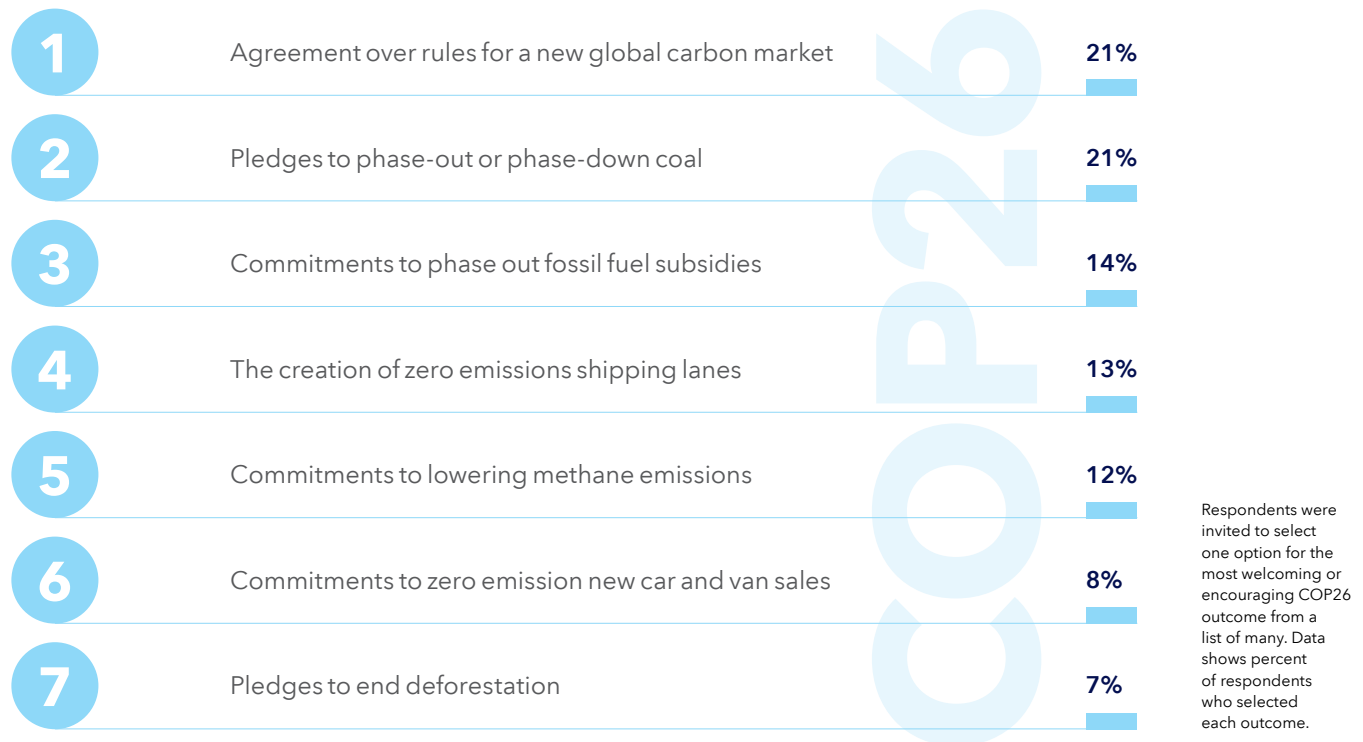 1 Agreement over rules for a new global carbon market 21%
2 Pledges to phase-out or phase-down coal 21%
3 Commitments to phase out fossil fuel subsidies 14%
4 The creation of zero emissions shipping lanes 13%
5 Commitments to lowering methane emissions 12%
6 Commitments to zero emission new car and van sales 8%
7 Pledges to end deforestation 7%
COP26
Respondents were
invited to select
one option for the
most welcoming or
encouraging COP26
outcome from a
list of many. Data
shows percent
of respondents
who selected
each outcome.